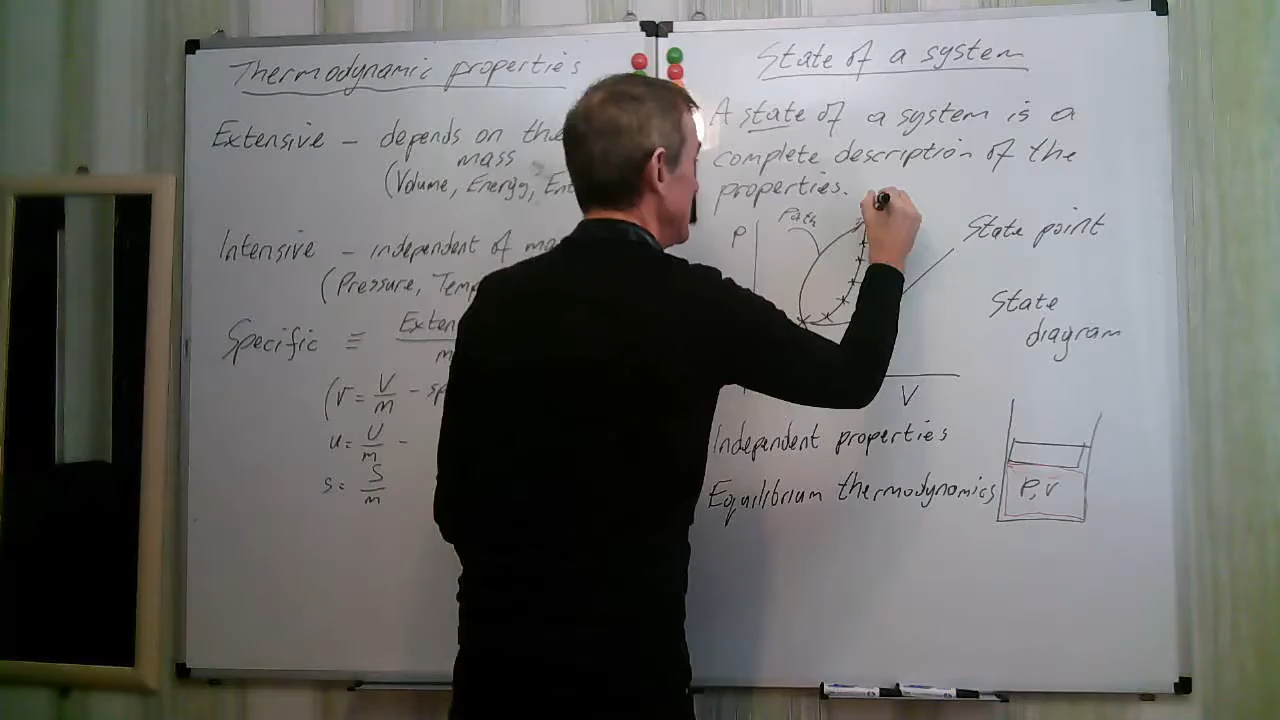 Thermodynamic properties
Extensive - depends on the
mass
(Volume, Energy,
Intensive - independent of
(Pressure,
Specific ≡
m
(v = V/m -
u = U/m -
s = S/m
State of a system
A state of a system is a
complete description of the
properties.
P
Path
State point
State
diagram
V
Independent properties
Equilibrium thermodynamics
P, v